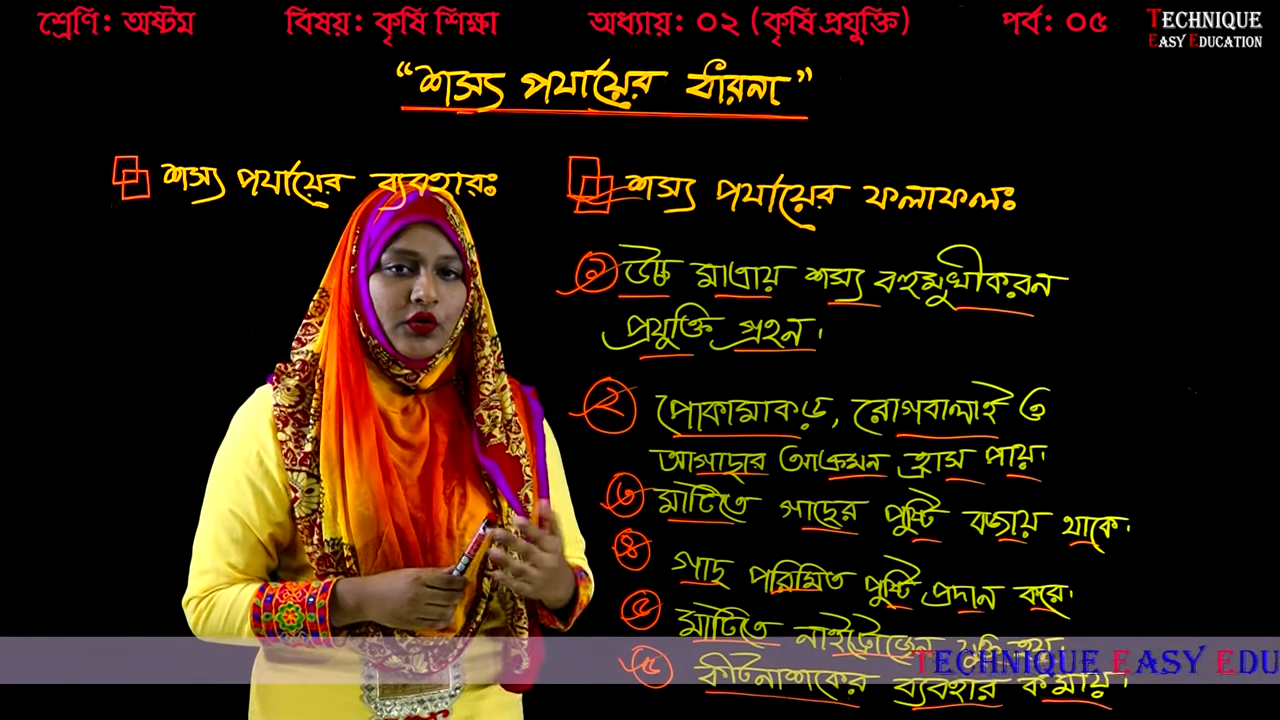 শ্রেণি: অষ্টম
বিষয়: কৃষি শিক্ষা
অধ্যায়: ০২ (কৃষি প্রযুক্তি)
পর্ব: ০৫
TECHNIQUE
EASY EDUCATION
“শস্য পর্যায়ের ধারনা”
শস্য পর্যায়ের ব্যবহারঃ
শস্য পর্যায়ের ফলাফলঃ
১ উচ্চ মাত্রায় শস্য বহুমুখীকরন
প্রযুক্তি গ্রহন।
২ পোকামাকড়, রোগবালাই ও
আগাছার আক্রমন হ্রাস পায়।
৩ মাটিতে গাছের পুষ্টি বজায় থাকে।
৪ গাছ পরিমিত পুষ্টি প্রদান করে।
৫ মাটিতে নাইট্রোজেন
TECHNIQUE EASY EDU
৬ কীটনাশকের ব্যবহার কমায়।